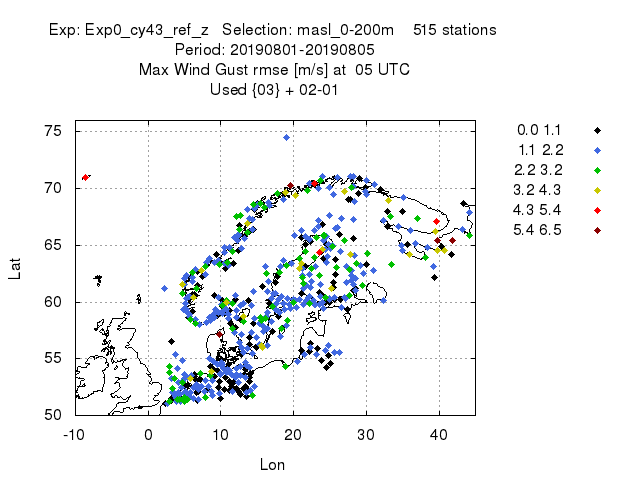 Exp: Exp0_cy43_ref_z   Selection: masl_0-200m    515 stations
Period: 20190801-20190805
Max Wind Gust rmse [m/s] at  05 UTC
Used {03} + 02-01
0.0 1.1
1.1 2.2
2.2 3.2
3.2 4.3
4.3 5.4
5.4 6.5
75
70
65
60
55
50
Lat
-10 0 10 20 30 40
Lon